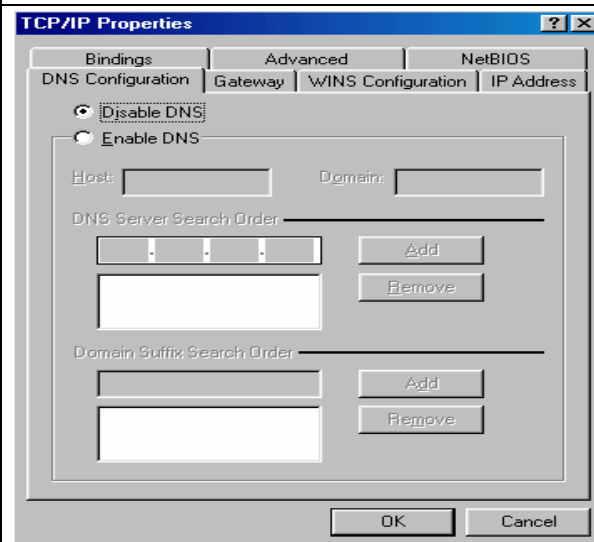 TCP/IP Properties
? ×
Bindings Advanced NetBIOS
DNS Configuration Gateway WINS Configuration IP Address
Disable DNS
Enable DNS
Host: Domain:
DNS Server Search Order
. . .
Add
Remove
Domain Suffix Search Order
Add
Remove
OK Cancel